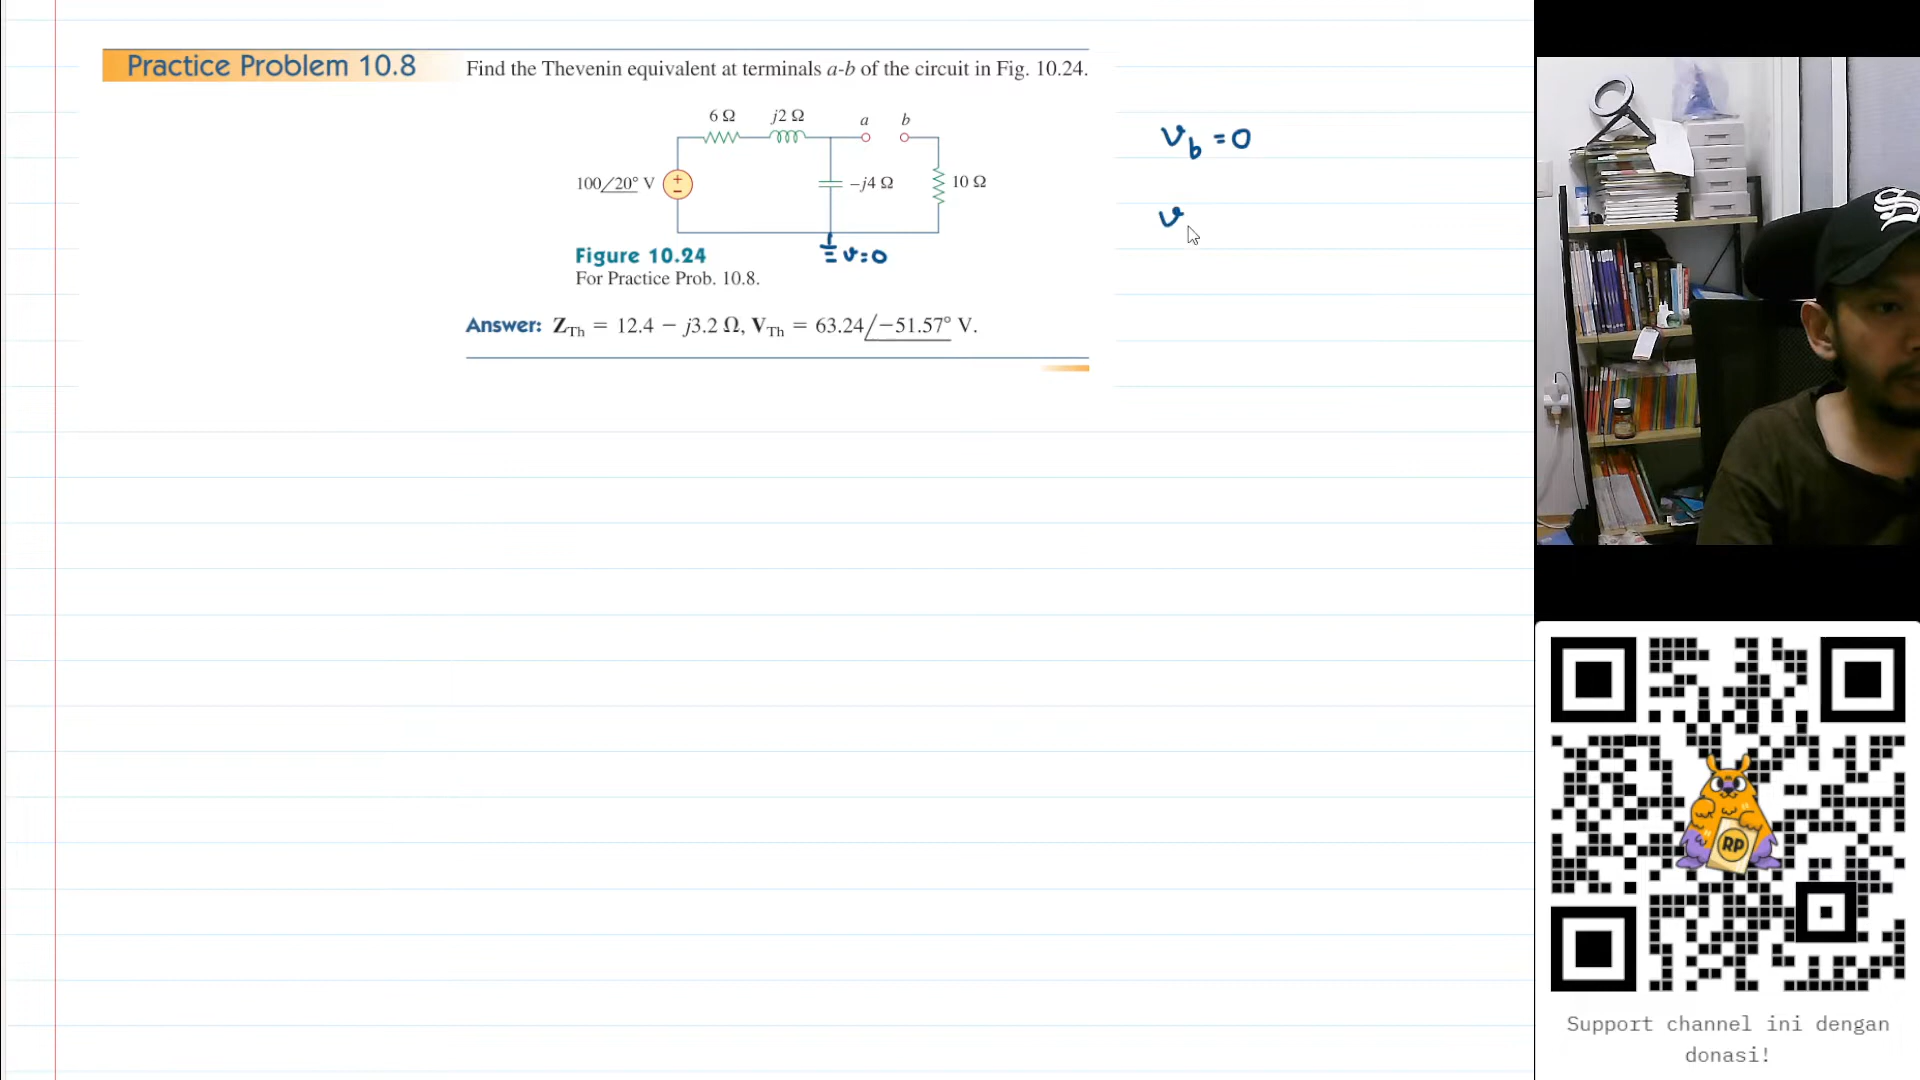 Practice Problem 10.8
Find the Thevenin equivalent at terminals a-b of the circuit in Fig. 10.24.
6 Ω
j2 Ω
a
b
100∠20° V
+
−
−j4 Ω
10 Ω
v=0
Figure 10.24
For Practice Prob. 10.8.
Answer: Z_Th = 12.4 − j3.2 Ω, V_Th = 63.24∠−51.57° V.
v_b = 0
v
S
RP
Support channel ini dengan
donasi!